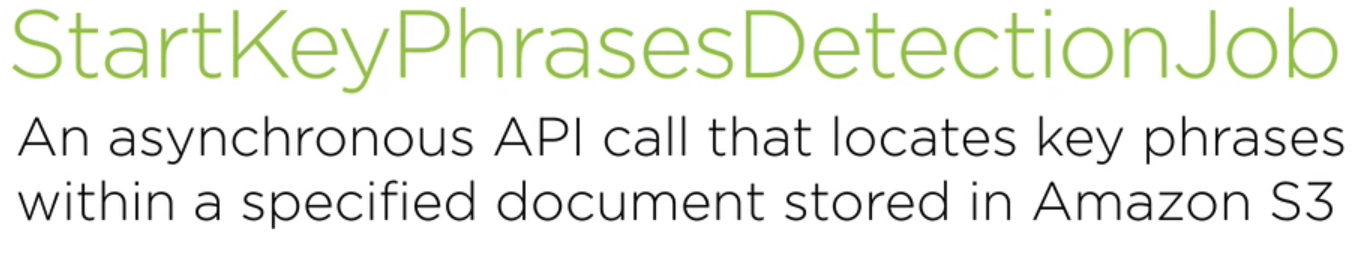 StartKeyPhrasesDetectionJob
An asynchronous API call that locates key phrases
within a specified document stored in Amazon S3